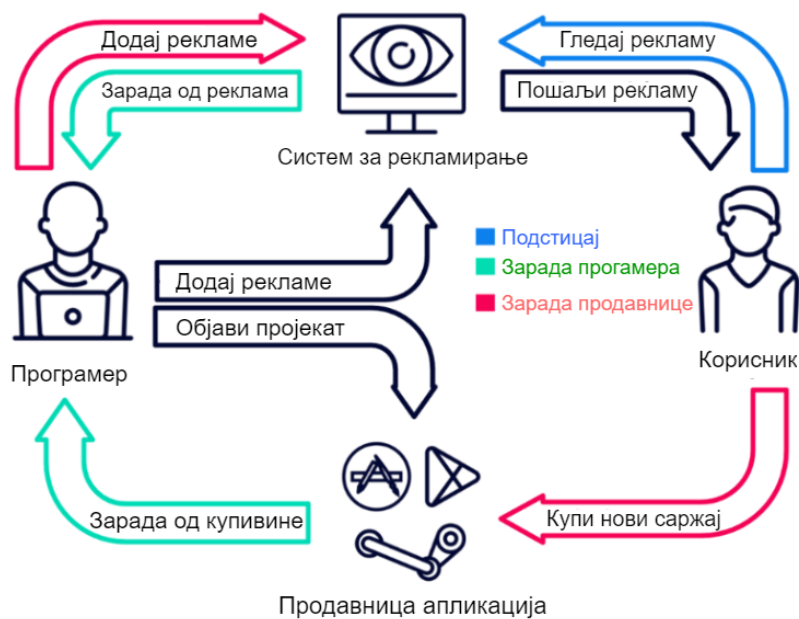 Додај рекламе
Гледај рекламу
Зарада од реклама
Пошаљи рекламу
Систем за рекламирање
Подстицај
Зарада прогамера
Додај рекламе
Зарада продавнице
Објави пројекат
Програмер
Корисник
Зарада од купивине
Купи нови саржај
Продавница апликација